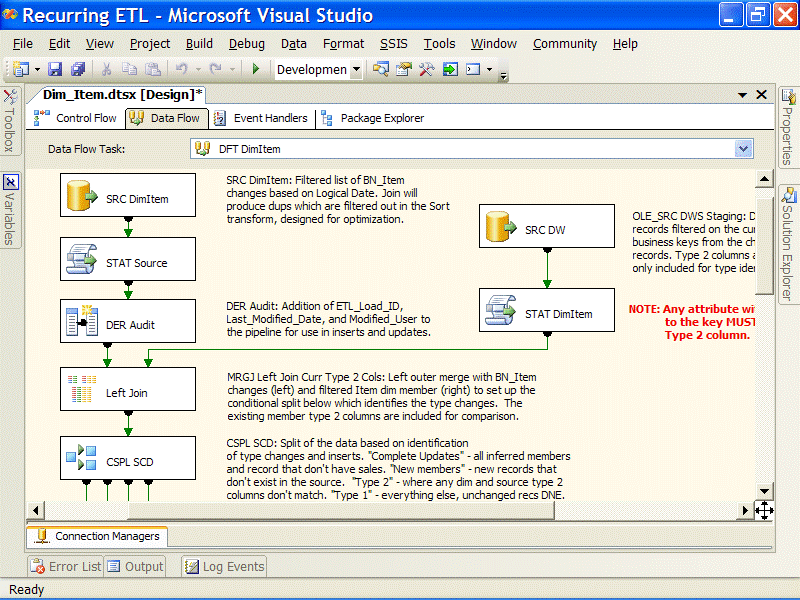 Recurring ETL - Microsoft Visual Studio
File Edit View Project Build Debug Data Format SSIS Tools Window Community Help
Developmen
Dim_Item.dtsx [Design]*
Control Flow Data Flow Event Handlers Package Explorer
Data Flow Task: DFT DimItem
Toolbox
Variables
Properties
Solution Explorer
SRC DimItem
SRC DimItem: Filtered list of BN_Item
changes based on Logical Date. Join will
produce dups which are filtered out in the Sort
transform, designed for optimization.
SRC DW
OLE_SRC DWS Staging: D
records filtered on the cu
business keys from the ch
records. Type 2 columns a
only included for type iden
STAT Source
DER Audit
DER Audit: Addition of ETL_Load_ID,
Last_Modified_Date, and Modified_User to
the pipeline for use in inserts and updates.
STAT DimItem
NOTE: Any attribute wi
to the key MUST
Type 2 column.
Left Join
MRGJ Left Join Curr Type 2 Cols: Left outer merge with BN_Item
changes (left) and filtered Item dim member (right) to set up the
conditional split below which identifies the type changes. The
existing member type 2 columns are included for comparison.
CSPL SCD
CSPL SCD: Split of the data based on identification
of type changes and inserts. "Complete Updates" - all inferred members
and record that don't have sales. "New members" - new records that
don't exist in the source. "Type 2" - where any dim and source type 2
columns don't match. "Type 1" - everything else, unchanged recs DNE.
Connection Managers
Error List Output Log Events
Ready